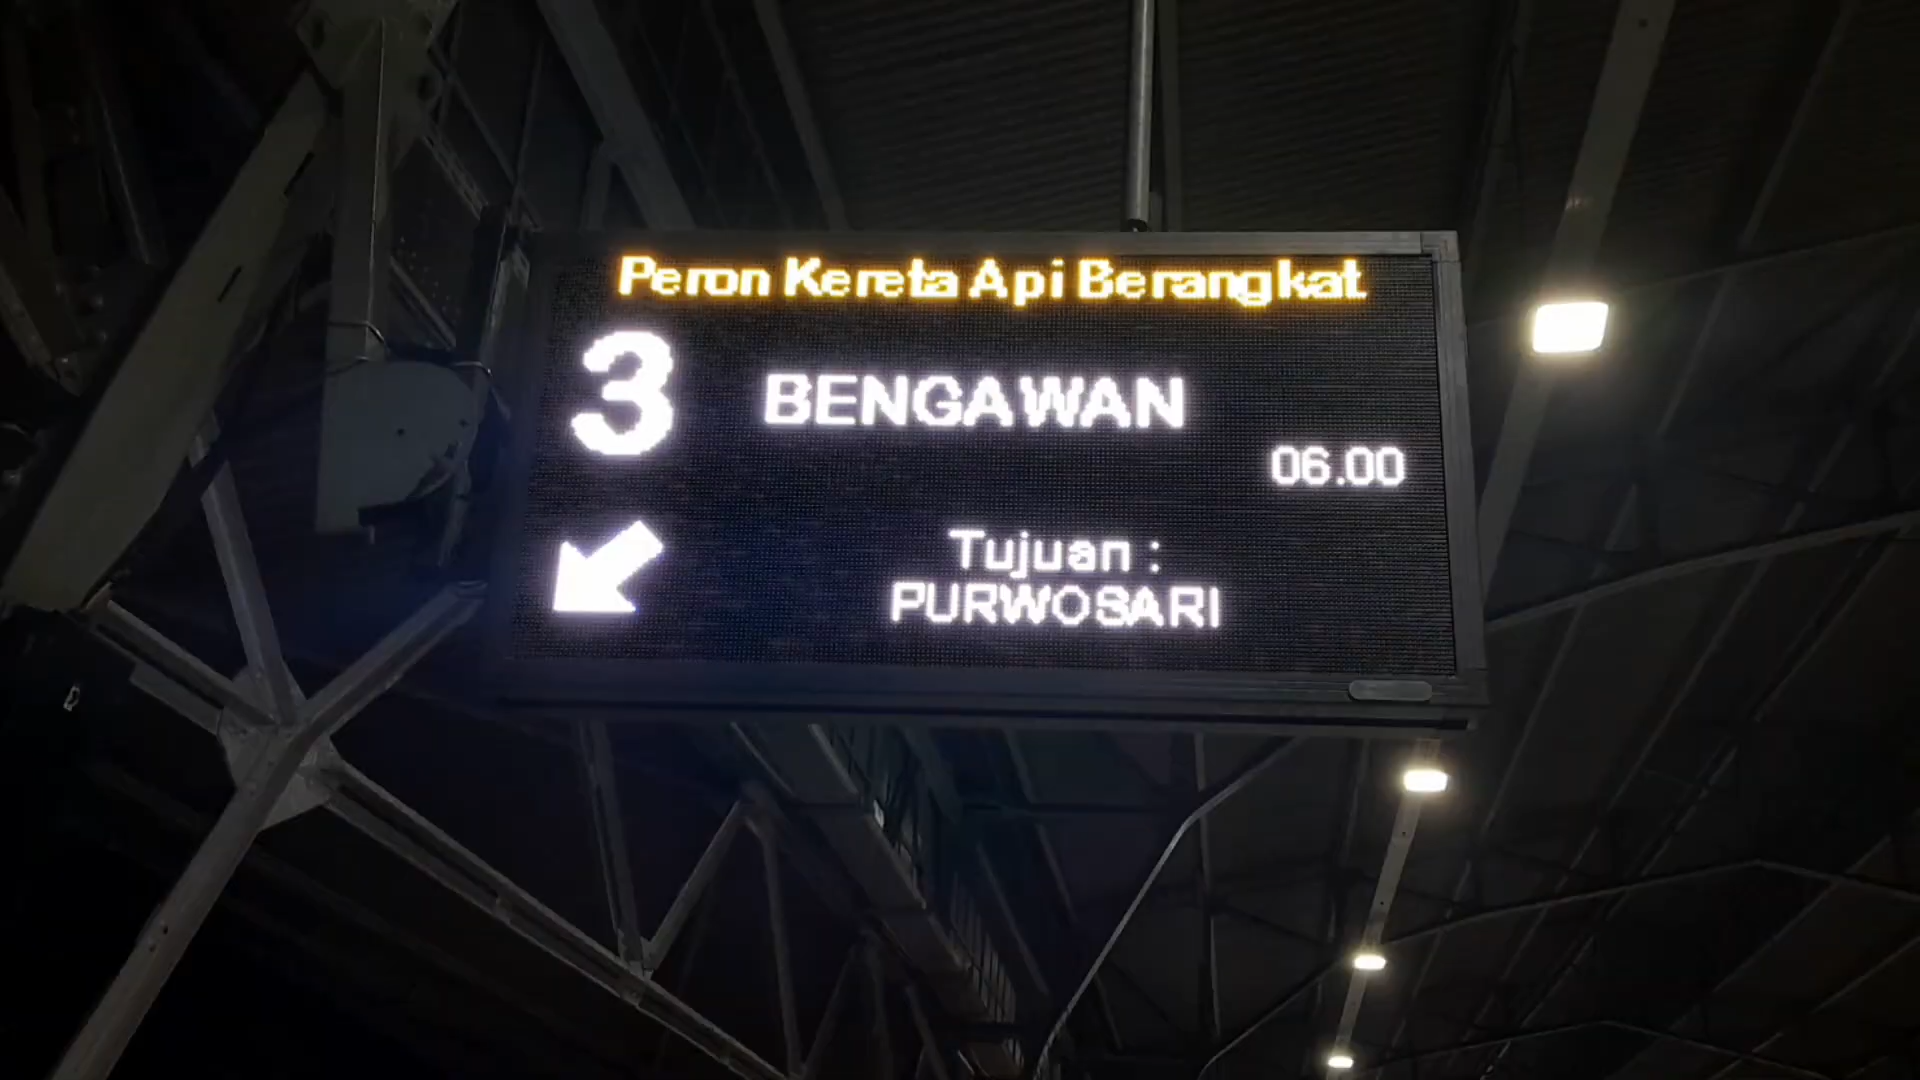 Peron Kereta Api Berangkat
3
BENGAWAN
06.00
Tujuan :
PURWOSARI